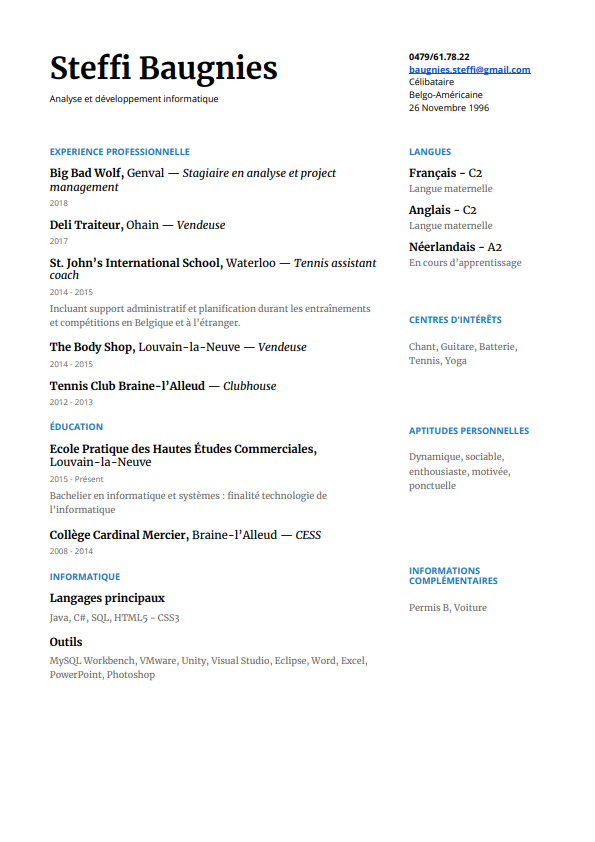 Steffi Baugnies
Analyse et développement informatique
0479/61.78.22
baugnies.steffi@gmail.com
Célibataire
Belgo-Américaine
26 Novembre 1996
EXPERIENCE PROFESSIONNELLE
Big Bad Wolf, Genval — Stagiaire en analyse et project
management
2018
Deli Traiteur, Ohain — Vendeuse
2017
St. John’s International School, Waterloo — Tennis assistant
coach
2014 - 2015
Incluant support administratif et planification durant les entraînements
et compétitions en Belgique et à l’étranger.
The Body Shop, Louvain-la-Neuve — Vendeuse
2014 - 2015
Tennis Club Braine-l’Alleud — Clubhouse
2012 - 2013
ÉDUCATION
Ecole Pratique des Hautes Études Commerciales,
Louvain-la-Neuve
2015 - Présent
Bachelier en informatique et systèmes : finalité technologie de
l’informatique
Collège Cardinal Mercier, Braine-l’Alleud — CESS
2008 - 2014
INFORMATIQUE
Langages principaux
Java, C#, SQL, HTML5 - CSS3
Outils
MySQL Workbench, VMware, Unity, Visual Studio, Eclipse, Word, Excel,
PowerPoint, Photoshop
LANGUES
Français - C2
Langue maternelle
Anglais - C2
Langue maternelle
Néerlandais - A2
En cours d’apprentissage
CENTRES D'INTÉRÊTS
Chant, Guitare, Batterie,
Tennis, Yoga
APTITUDES PERSONNELLES
Dynamique, sociable,
enthousiaste, motivée,
ponctuelle
INFORMATIONS
COMPLÉMENTAIRES
Permis B, Voiture